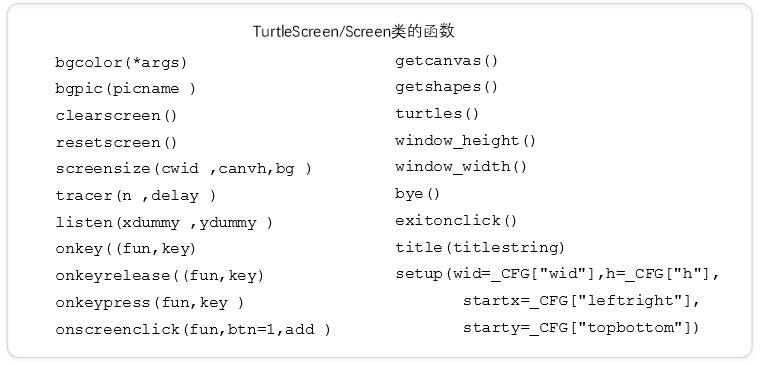 TurtleScreen/Screen类的函数
bgcolor(*args)
bgpic(picname )
clearscreen()
resetscreen()
screensize(cwid ,canvh,bg )
tracer(n ,delay )
listen(xdummy ,ydummy )
onkey((fun,key)
onkeyrelease((fun,key)
onkeypress(fun,key )
onscreenclick(fun,btn=1,add )
getcanvas()
getshapes()
turtles()
window_height()
window_width()
bye()
exitonclick()
title(titlestring)
setup(wid=_CFG["wid"],h=_CFG["h"],
startx=_CFG["leftright"],
starty=_CFG["topbottom"])